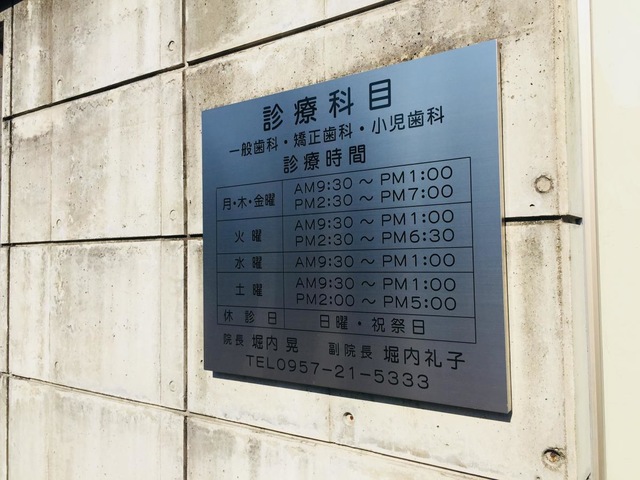 診療科目
一般歯科・矯正歯科・小児歯科
診療時間
月・木・金曜 AM9:30 ～ PM1:00
PM2:30 ～ PM7:00
火曜 AM9:30 ～ PM1:00
PM2:30 ～ PM6:30
水曜 AM9:30 ～ PM1:00
土曜 AM9:30 ～ PM1:00
PM2:00 ～ PM5:00
休診日 日曜・祝祭日
院長 堀内 晃 副院長 堀内礼子
TEL0957-21-5333